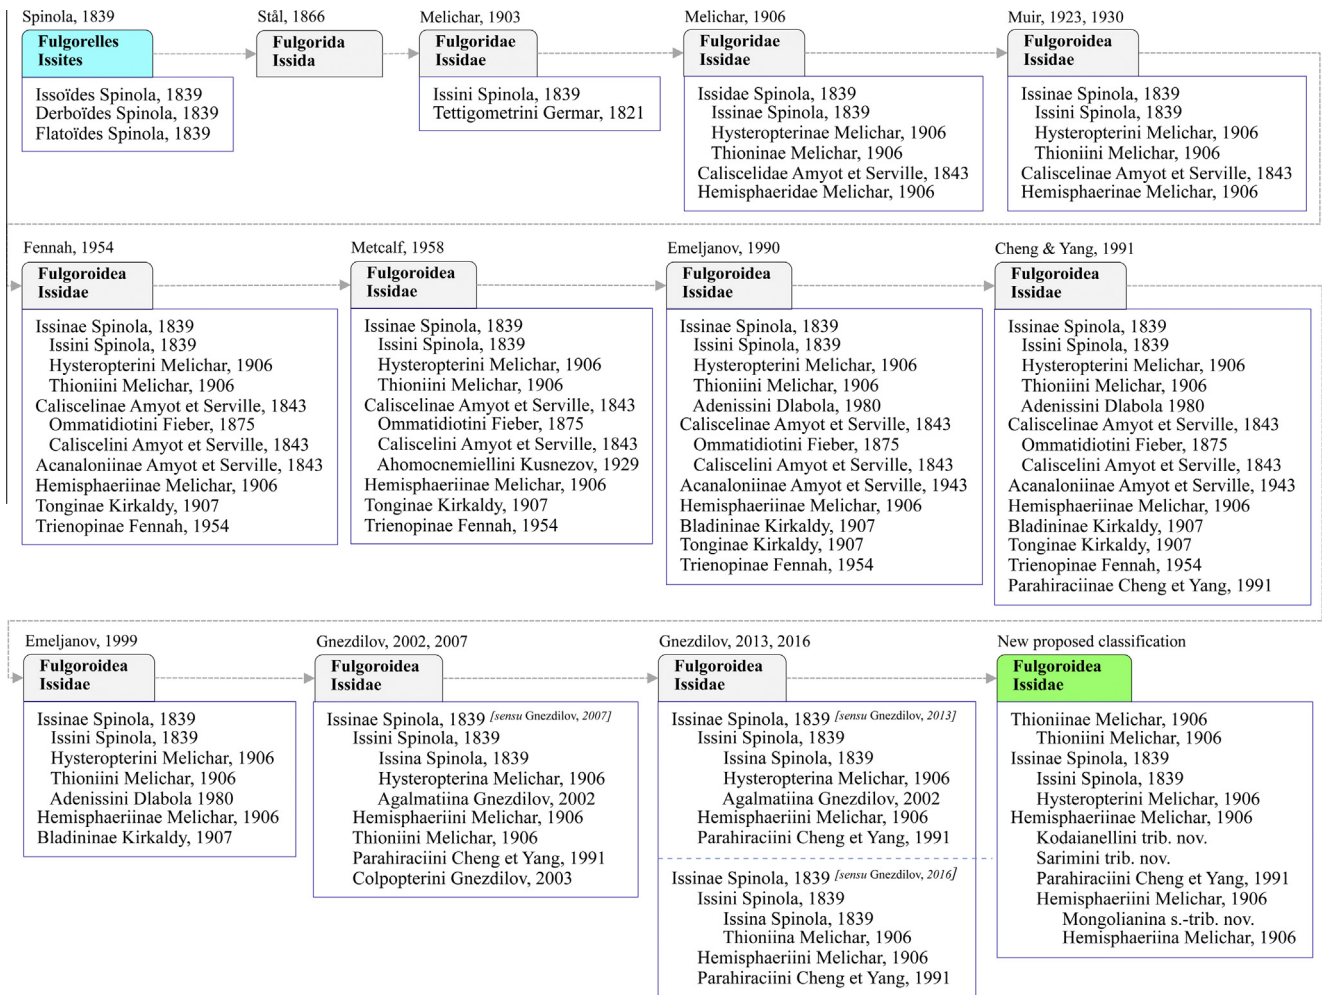 Spinola, 1839
Fulgorelles
Issites
Issoïdes Spinola, 1839
Derboïdes Spinola, 1839
Flatoïdes Spinola, 1839
Stål, 1866
Fulgorida
Issida
Melichar, 1903
Fulgoridae
Issidae
Issini Spinola, 1839
Tettigometrini Germar, 1821
Melichar, 1906
Fulgoridae
Issidae
Issidae Spinola, 1839
Issinae Spinola, 1839
Hysteropterinae Melichar, 1906
Thioninae Melichar, 1906
Caliscelidae Amyot et Serville, 1843
Hemisphaeridae Melichar, 1906
Muir, 1923, 1930
Fulgoroidea
Issidae
Issinae Spinola, 1839
Issini Spinola, 1839
Hysteropterini Melichar, 1906
Thioniini Melichar, 1906
Caliscelinae Amyot et Serville, 1843
Hemisphaerinae Melichar, 1906
Fennah, 1954
Fulgoroidea
Issidae
Issinae Spinola, 1839
Issini Spinola, 1839
Hysteropterini Melichar, 1906
Thioniini Melichar, 1906
Caliscelinae Amyot et Serville, 1843
Ommatidiotini Fieber, 1875
Caliscelini Amyot et Serville, 1843
Acanaloniinae Amyot et Serville, 1843
Hemisphaeriinae Melichar, 1906
Tonginae Kirkaldy, 1907
Trienopinae Fennah, 1954
Metcalf, 1958
Fulgoroidea
Issidae
Issinae Spinola, 1839
Issini Spinola, 1839
Hysteropterini Melichar, 1906
Thioniini Melichar, 1906
Caliscelinae Amyot et Serville, 1843
Ommatidiotini Fieber, 1875
Caliscelini Amyot et Serville, 1843
Ahomocnemiellini Kusnezov, 1929
Hemisphaeriinae Melichar, 1906
Tonginae Kirkaldy, 1907
Trienopinae Fennah, 1954
Emeljanov, 1990
Fulgoroidea
Issidae
Issinae Spinola, 1839
Issini Spinola, 1839
Hysteropterini Melichar, 1906
Thioniini Melichar, 1906
Adenissini Dlabola, 1980
Caliscelinae Amyot et Serville, 1843
Ommatidiotini Fieber, 1875
Caliscelini Amyot et Serville, 1843
Acanaloniinae Amyot et Serville, 1943
Hemisphaeriinae Melichar, 1906
Bladininae Kirkaldy, 1907
Tonginae Kirkaldy, 1907
Trienopinae Fennah, 1954
Cheng & Yang, 1991
Fulgoroidea
Issidae
Issinae Spinola, 1839
Issini Spinola, 1839
Hysteropterini Melichar, 1906
Thioniini Melichar, 1906
Adenissini Dlabola 1980
Caliscelinae Amyot et Serville, 1843
Ommatidiotini Fieber, 1875
Caliscelini Amyot et Serville, 1843
Acanaloniinae Amyot et Serville, 1943
Hemisphaeriinae Melichar, 1906
Bladininae Kirkaldy, 1907
Tonginae Kirkaldy, 1907
Trienopinae Fennah, 1954
Parahiraciinae Cheng et Yang, 1991
Emeljanov, 1999
Fulgoroidea
Issidae
Issinae Spinola, 1839
Issini Spinola, 1839
Hysteropterini Melichar, 1906
Thioniini Melichar, 1906
Adenissini Dlabola 1980
Hemisphaeriinae Melichar, 1906
Bladininae Kirkaldy, 1907
Gnezdilov, 2002, 2007
Fulgoroidea
Issidae
Issinae Spinola, 1839 [sensu Gnezdilov, 2007]
Issini Spinola, 1839
Issina Spinola, 1839
Hysteropterina Melichar, 1906
Agalmatiina Gnezdilov, 2002
Hemisphaeriini Melichar, 1906
Thioniini Melichar, 1906
Parahiraciini Cheng et Yang, 1991
Colpopterini Gnezdilov, 2003
Gnezdilov, 2013, 2016
Fulgoroidea
Issidae
Issinae Spinola, 1839 [sensu Gnezdilov, 2013]
Issini Spinola, 1839
Issina Spinola, 1839
Hysteropterina Melichar, 1906
Agalmatiina Gnezdilov, 2002
Hemisphaeriini Melichar, 1906
Parahiraciini Cheng et Yang, 1991
Issinae Spinola, 1839 [sensu Gnezdilov, 2016]
Issini Spinola, 1839
Issina Spinola, 1839
Thioniina Melichar, 1906
Hemisphaeriini Melichar, 1906
Parahiraciini Cheng et Yang, 1991
New proposed classification
Fulgoroidea
Issidae
Thioniinae Melichar, 1906
Thioniini Melichar, 1906
Issinae Spinola, 1839
Issini Spinola, 1839
Hysteropterini Melichar, 1906
Hemisphaeriinae Melichar, 1906
Kodaianellini trib. nov.
Sarimini trib. nov.
Parahiraciini Cheng et Yang, 1991
Hemisphaeriini Melichar, 1906
Mongolianina s.-trib. nov.
Hemisphaeriina Melichar, 1906